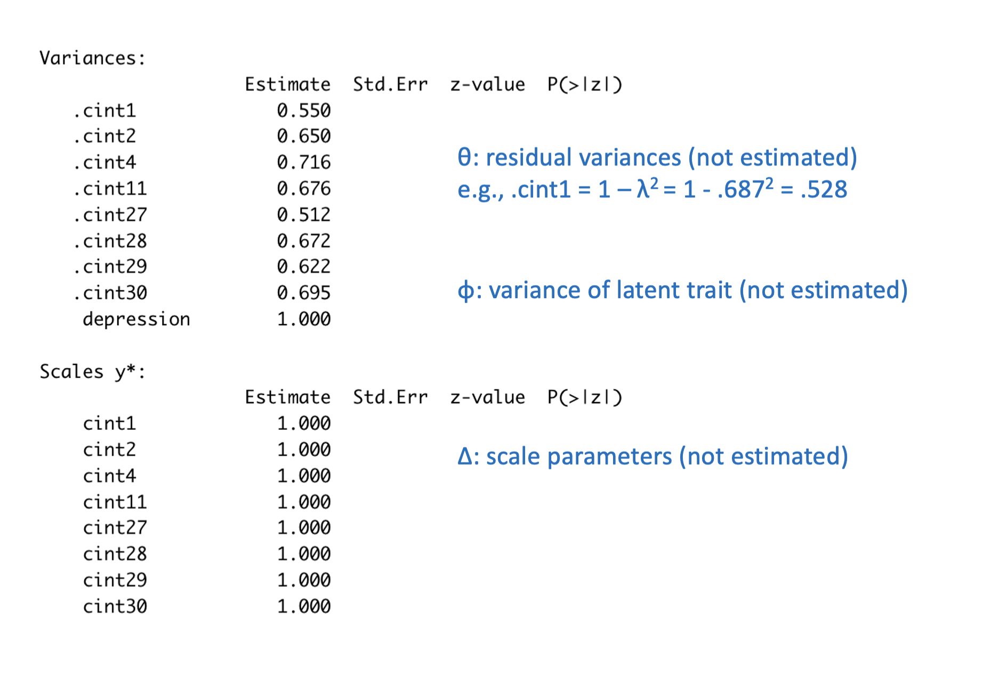 Variances:
Estimate Std.Err z-value P(>|z|)
.cint1 0.550
.cint2 0.650
.cint4 0.716
.cint11 0.676
.cint27 0.512
.cint28 0.672
.cint29 0.622
.cint30 0.695
depression 1.000
θ: residual variances (not estimated)
e.g., .cint1 = 1 – λ² = 1 - .687² = .528
ϕ: variance of latent trait (not estimated)
Scales y*:
Estimate Std.Err z-value P(>|z|)
cint1 1.000
cint2 1.000
cint4 1.000
cint11 1.000
cint27 1.000
cint28 1.000
cint29 1.000
cint30 1.000
Δ: scale parameters (not estimated)